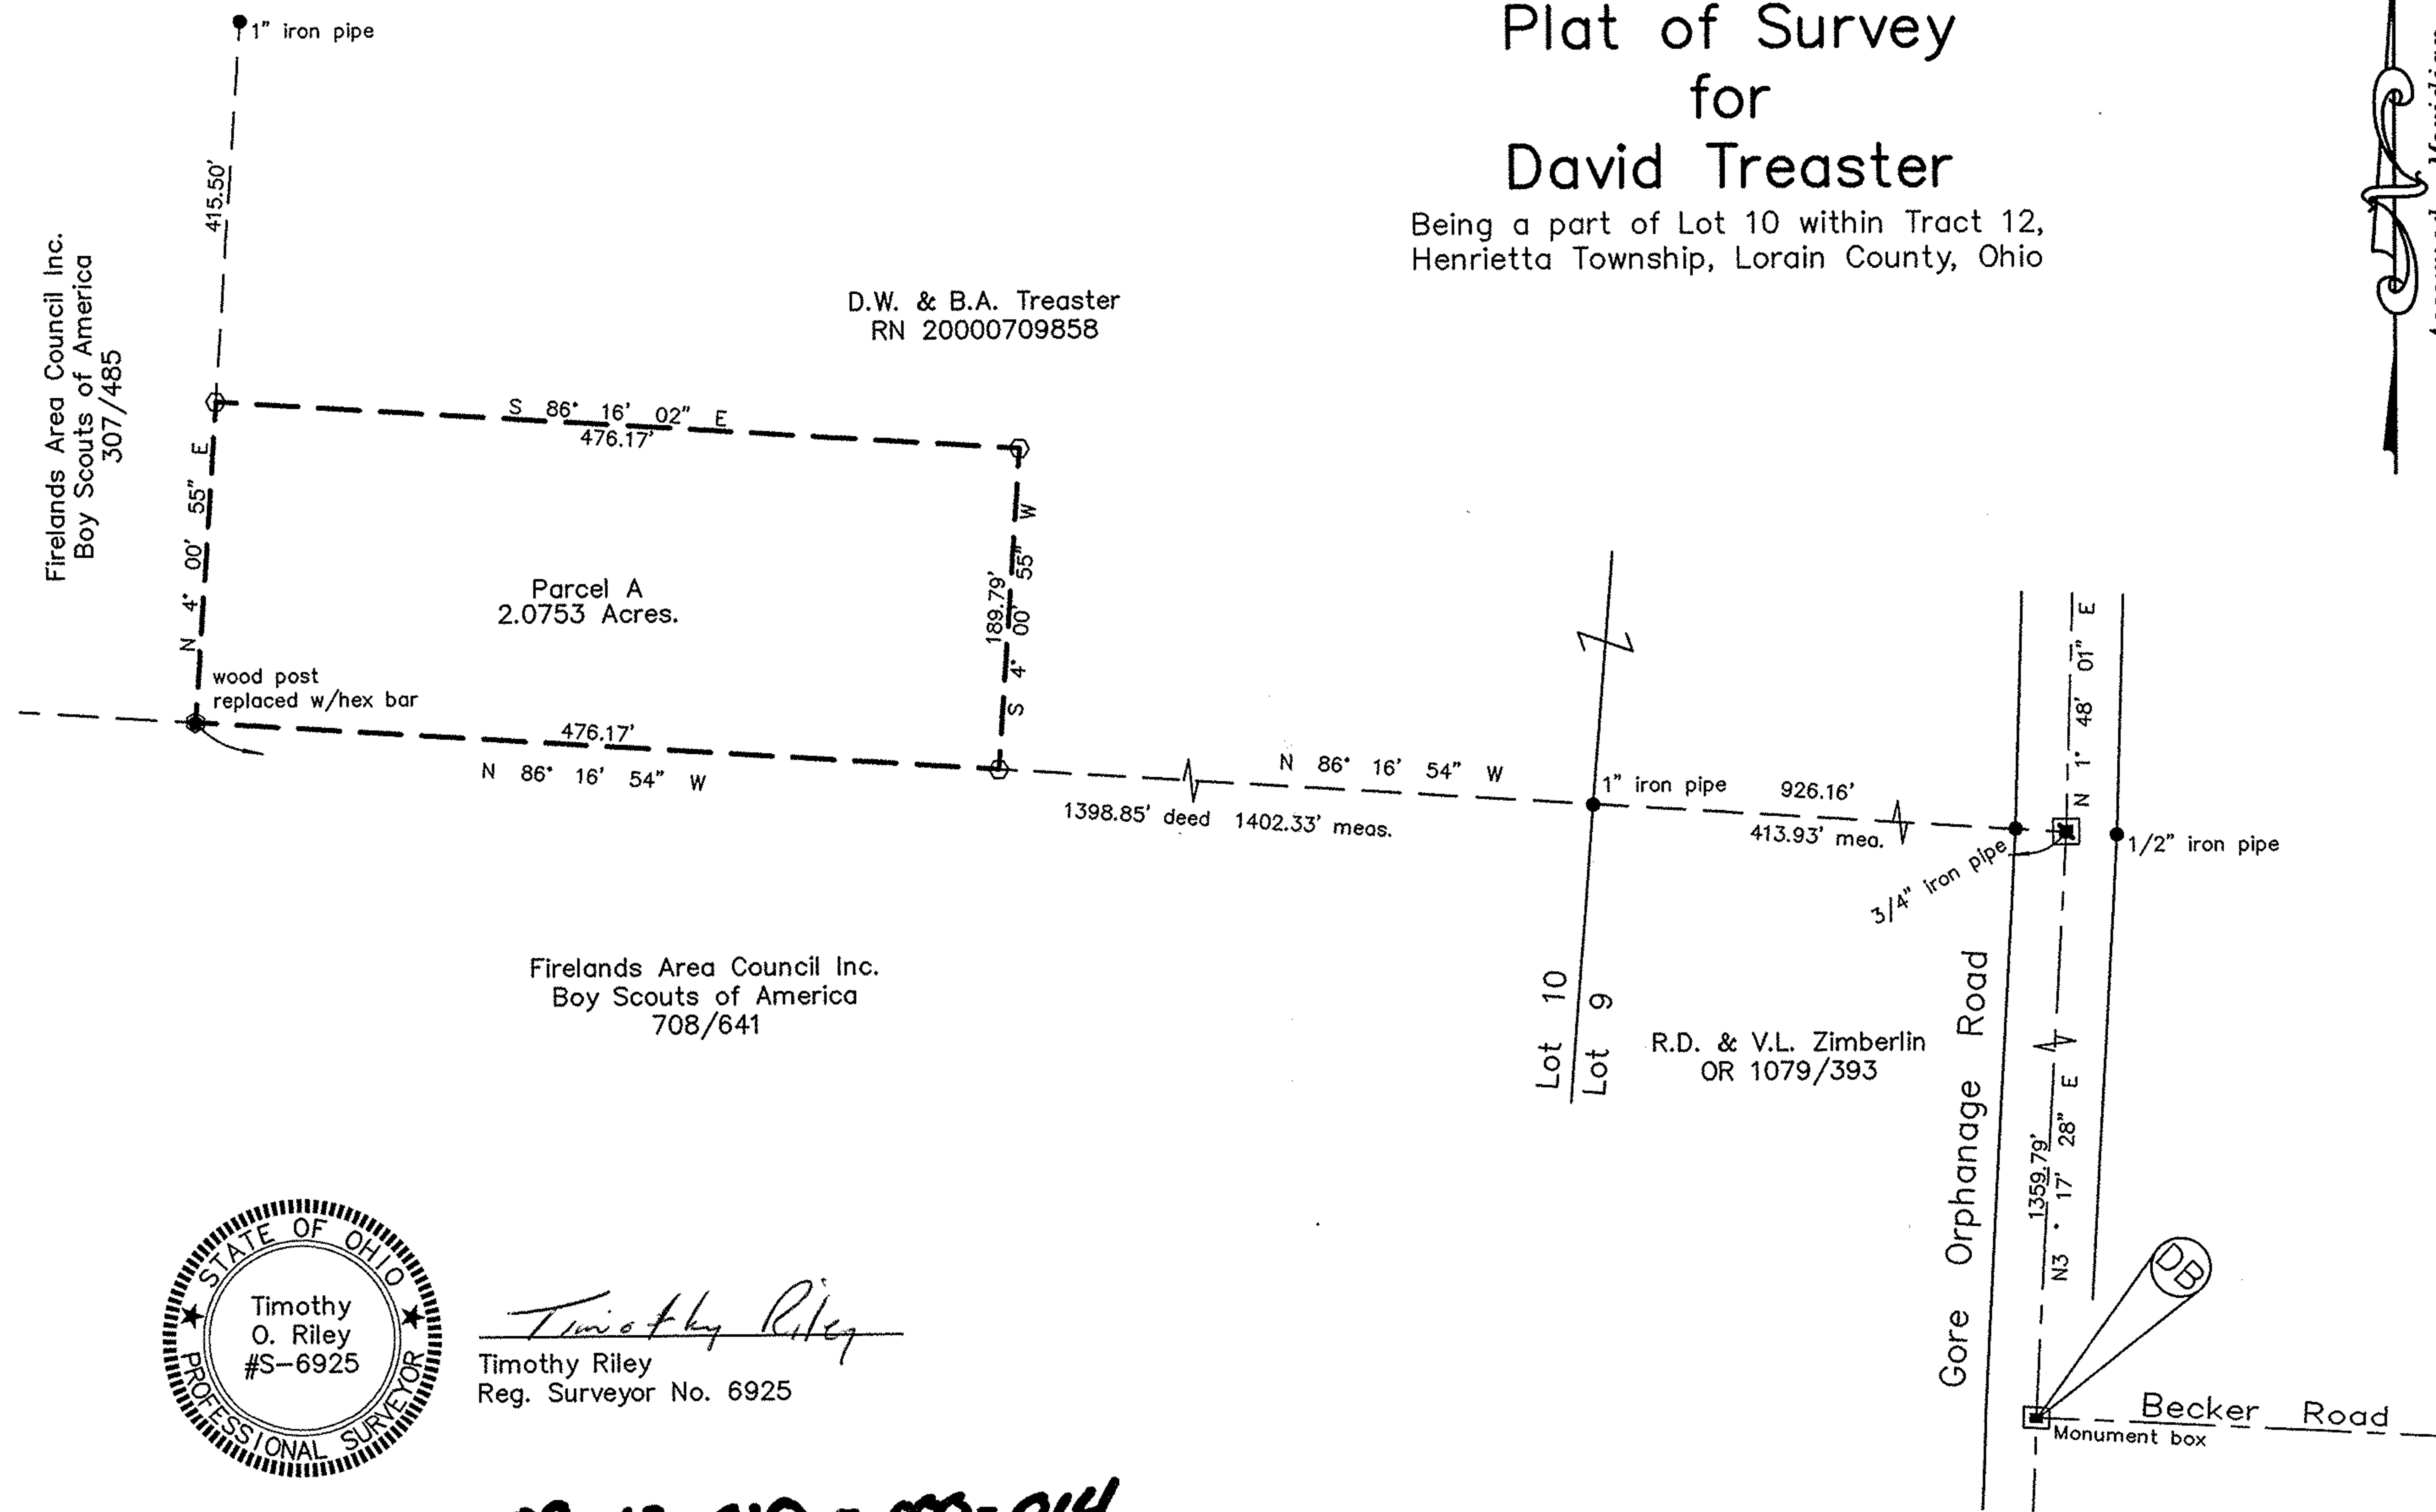 Plat of Survey
for
David Treaster
Being a part of Lot 10 within Tract 12,
Henrietta Township, Lorain County, Ohio
1" iron pipe
415.50'
Firelands Area Council Inc.
Boy Scouts of America
307/485
D.W. & B.A. Treaster
RN 20000709858
S 86° 16' 02" E
476.17'
N 4° 00' 55" E
Parcel A
2.0753 Acres.
189.79'
S 4° 00' 55" W
wood post
replaced w/hex bar
476.17'
N 86° 16' 54" W
N 86° 16' 54" W
1398.85' deed 1402.33' meas.
1" iron pipe
926.16'
413.93' mea.
3/4" iron pipe
1/2" iron pipe
N 1° 48' 01" E
Firelands Area Council Inc.
Boy Scouts of America
708/641
Lot 10
Lot 9
R.D. & V.L. Zimberlin
OR 1079/393
Gore Orphanage Road
1359.79'
N3 ° 17' 28" E
DB
Becker Road
Monument box
STATE OF OHIO
Timothy
O. Riley
#S-6925
PROFESSIONAL SURVEYOR
Timothy Riley
Timothy Riley
Reg. Surveyor No. 6925